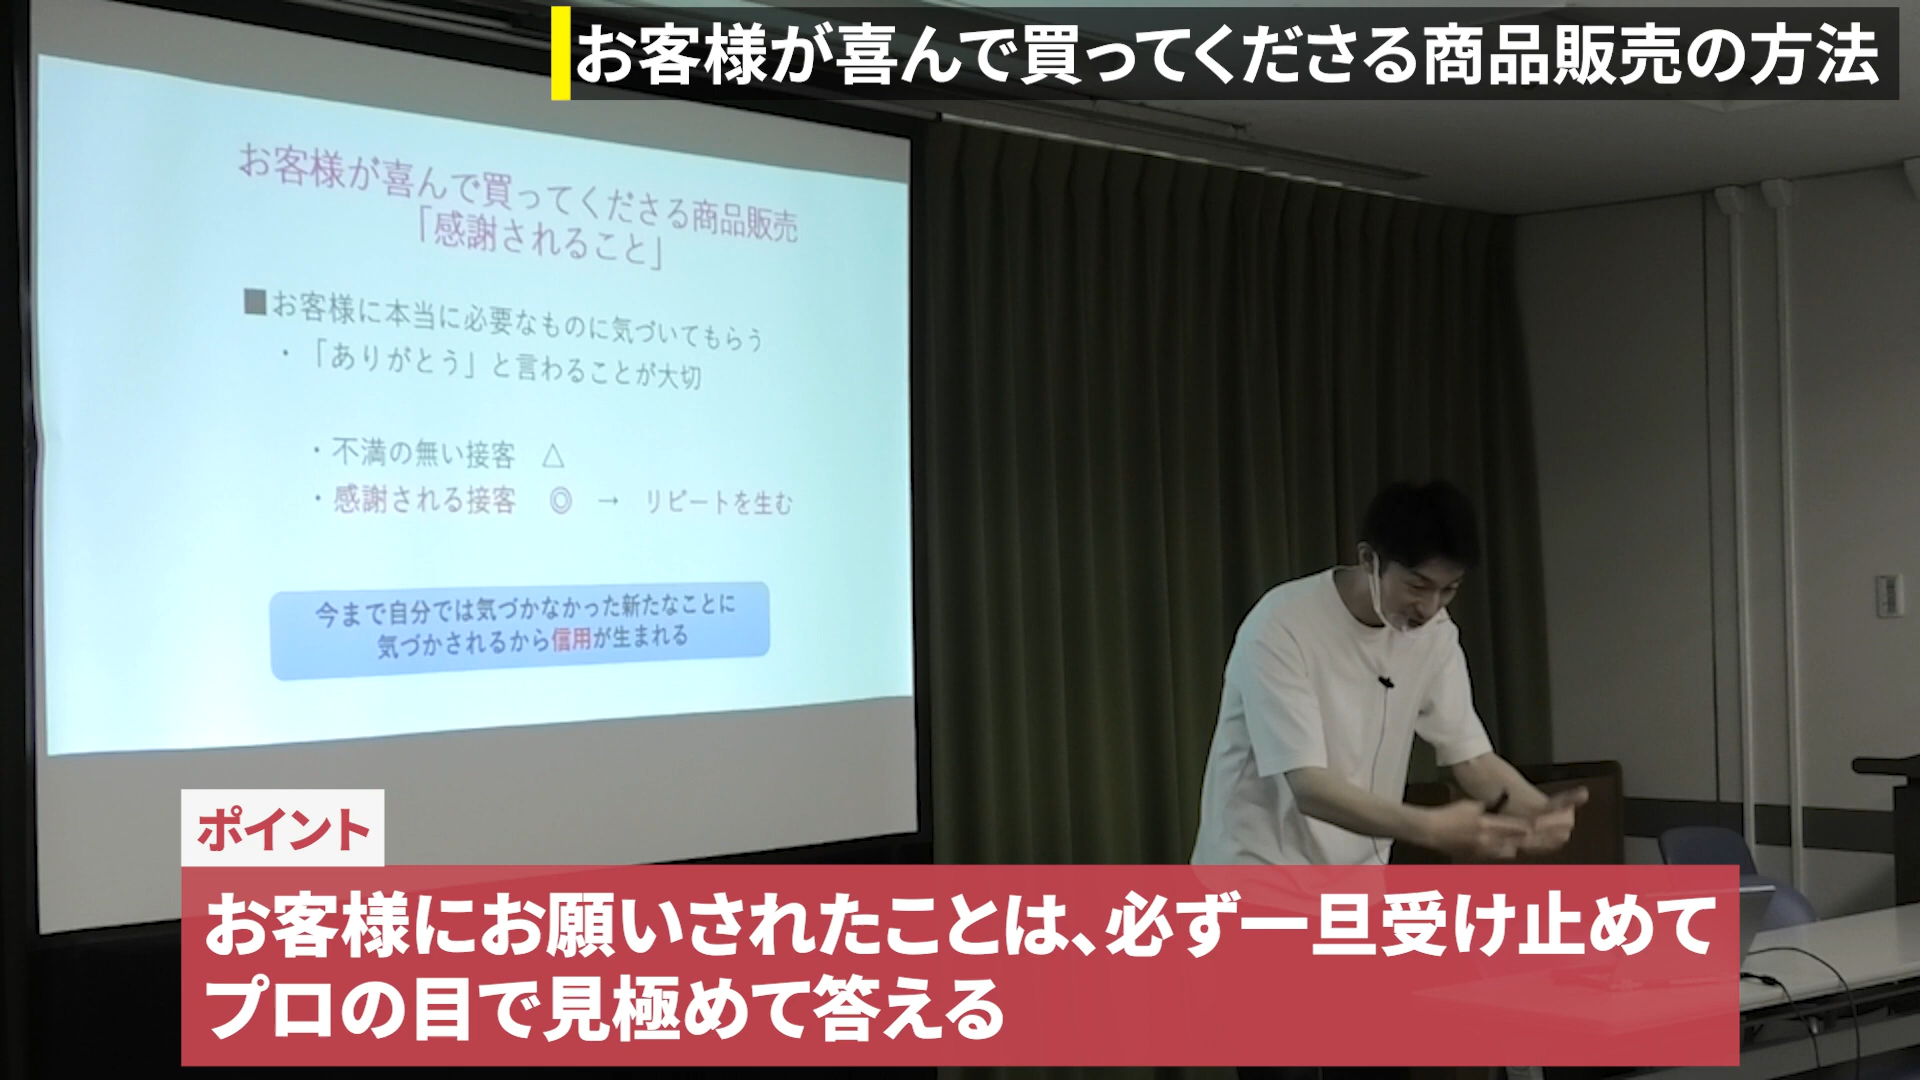 お客様が喜んで買ってくださる商品販売の方法
お客様が喜んで買ってくださる商品販売
「感謝されること」
■お客様に本当に必要なものに気づいてもらう
・「ありがとう」と言わることが大切
・不満の無い接客 △
・感謝される接客 ◎ → リピートを生む
今まで自分では気づかなかった新たなことに
気づかされるから信用が生まれる
ポイント
お客様にお願いされたことは、必ず一旦受け止めて
プロの目で見極めて答える